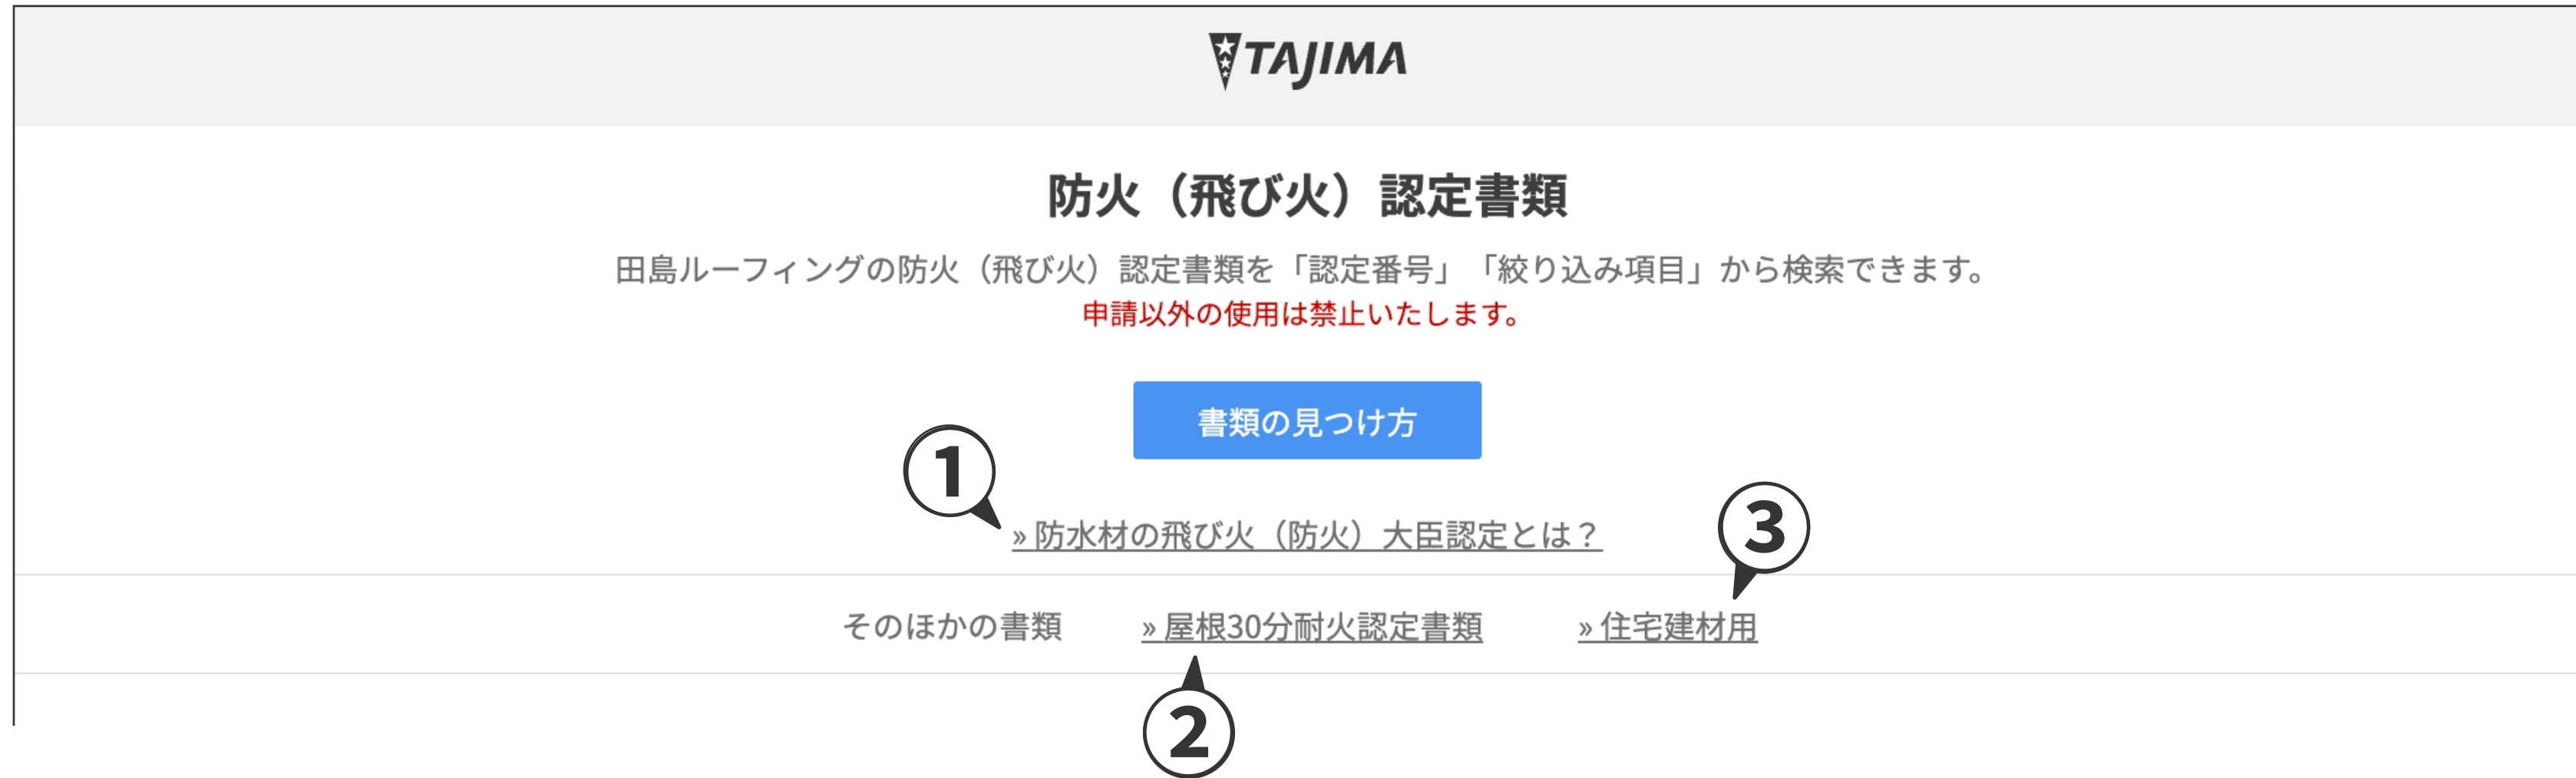 TAJIMA
防火（飛び火）認定書類
田島ルーフィングの防火（飛び火）認定書類を「認定番号」「絞り込み項目」から検索できます。
申請以外の使用は禁止いたします。
書類の見つけ方
1
» 防水材の飛び火（防火）大臣認定とは？
3
そのほかの書類 » 屋根30分耐火認定書類 » 住宅建材用
2